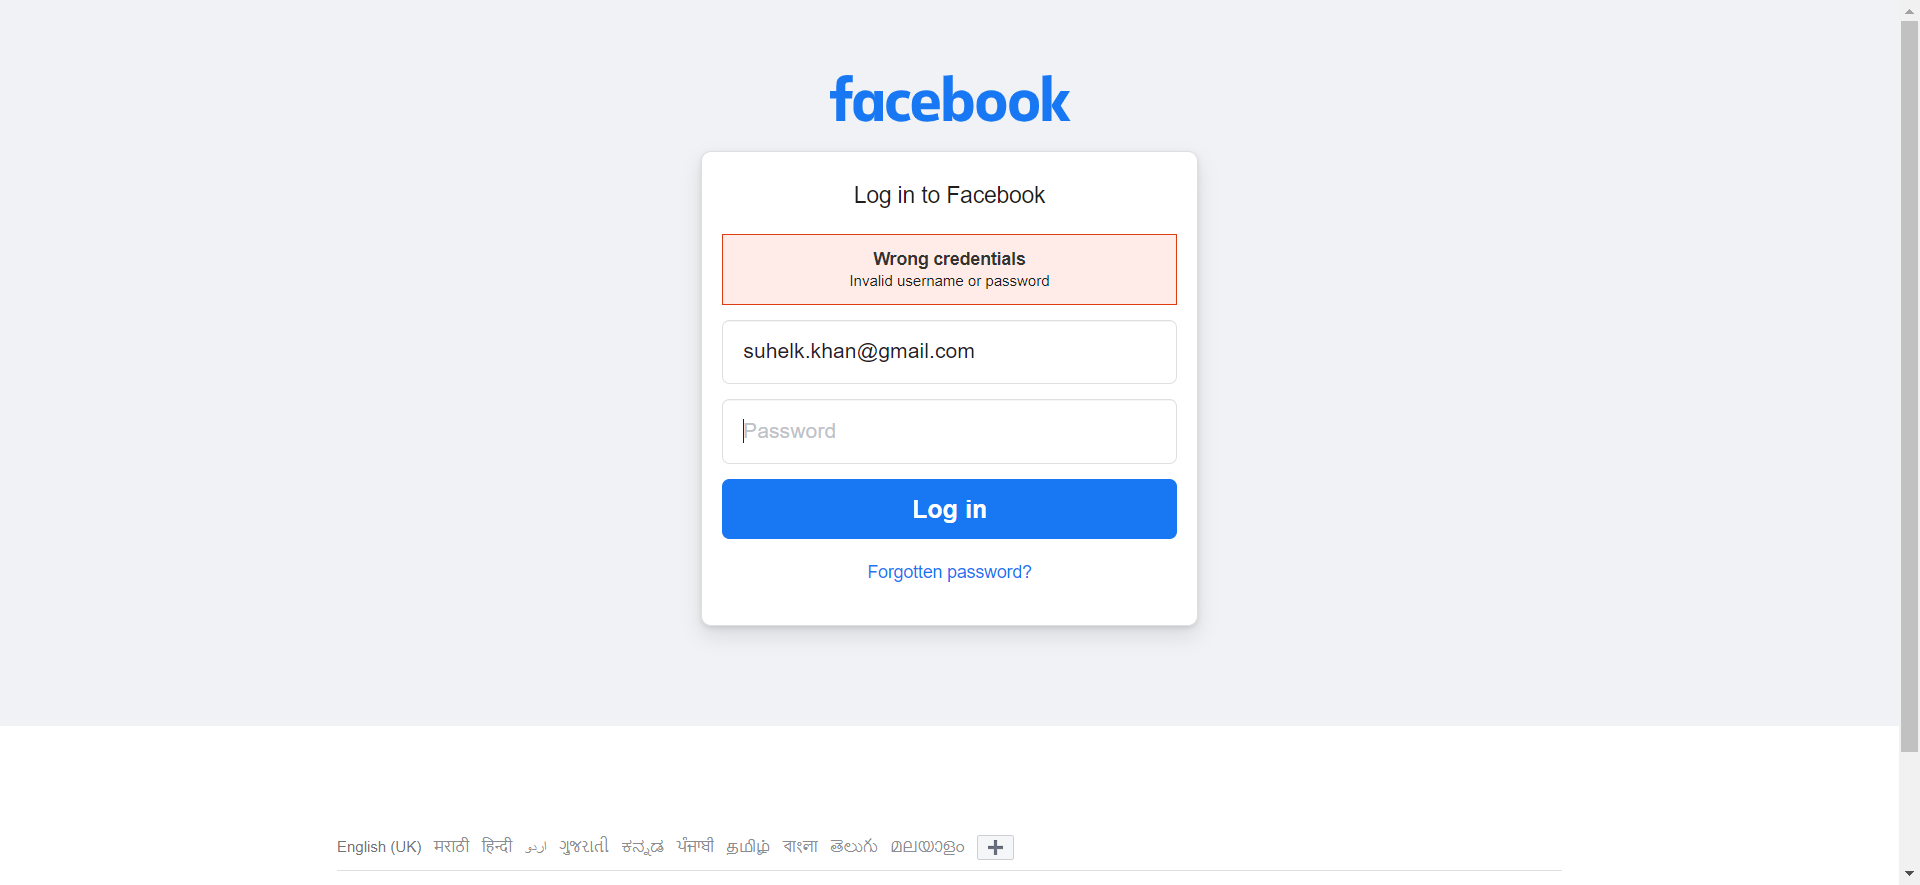 facebook
Log in to Facebook
Wrong credentials
Invalid username or password
suhelk.khan@gmail.com
Password
Log in
Forgotten password?
English (UK) मराठी हिन्दी اردو ગુજરાતી ಕನ್ನಡ ਪੰਜਾਬੀ தமிழ் বাংলা తెలుగు മലയാളം